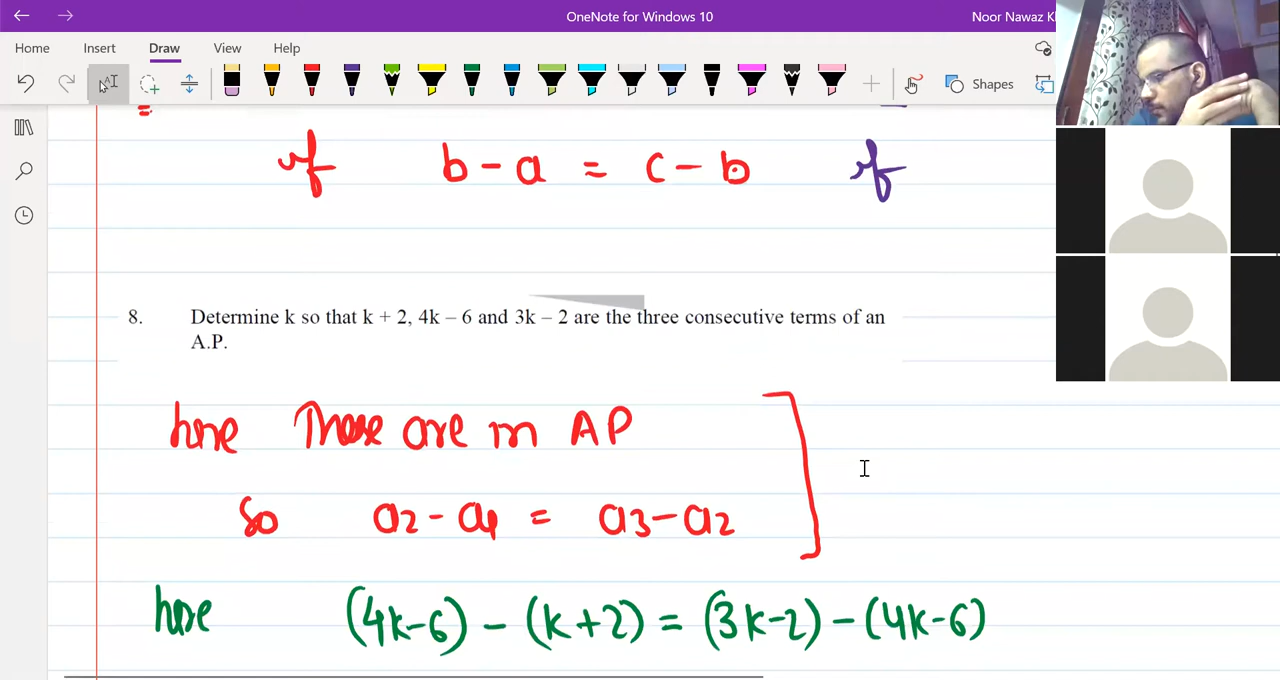 OneNote for Windows 10
Noor Nawaz Kh
Home Insert Draw View Help
Shapes
if b - a = c - b if
8. Determine k so that k + 2, 4k – 6 and 3k – 2 are the three consecutive terms of an
A.P.
here These are in AP
So a2 - a1 = a3 - a2
here (4k-6) - (k+2) = (3k-2) - (4k-6)